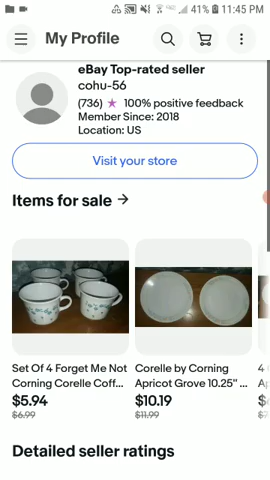 41% 11:45 PM
My Profile
eBay Top-rated seller
cohu-56
(736) ★ 100% positive feedback
Member Since: 2018
Location: US
Visit your store
Items for sale →
Set Of 4 Forget Me Not
Corning Corelle Coff...
$5.94
$6.99
Corelle by Corning
Apricot Grove 10.25" ...
$10.19
$11.99
4
Detailed seller ratings